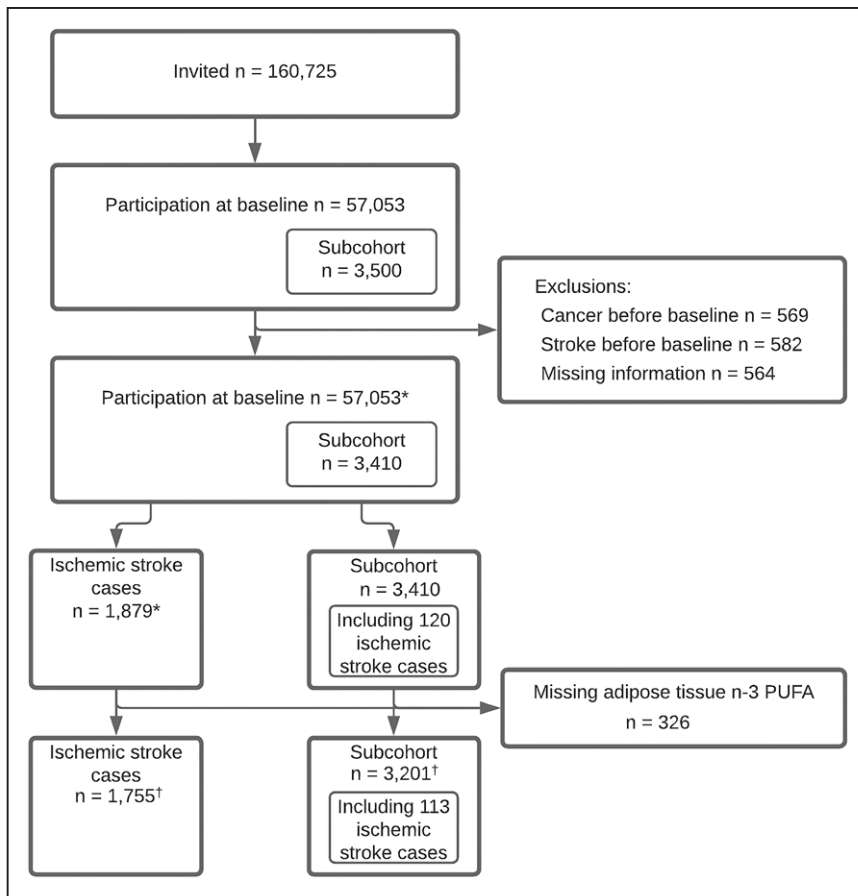 Invited n = 160,725
Participation at baseline n = 57,053
Subcohort
n = 3,500
Exclusions:
Cancer before baseline n = 569
Stroke before baseline n = 582
Missing information n = 564
Participation at baseline n = 57,053*
Subcohort
n = 3,410
Ischemic stroke
cases
n = 1,879*
Subcohort
n = 3,410
Including 120
ischemic
stroke cases
Missing adipose tissue n-3 PUFA
n = 326
Ischemic stroke
cases
n = 1,755†
Subcohort
n = 3,201†
Including 113
ischemic
stroke cases